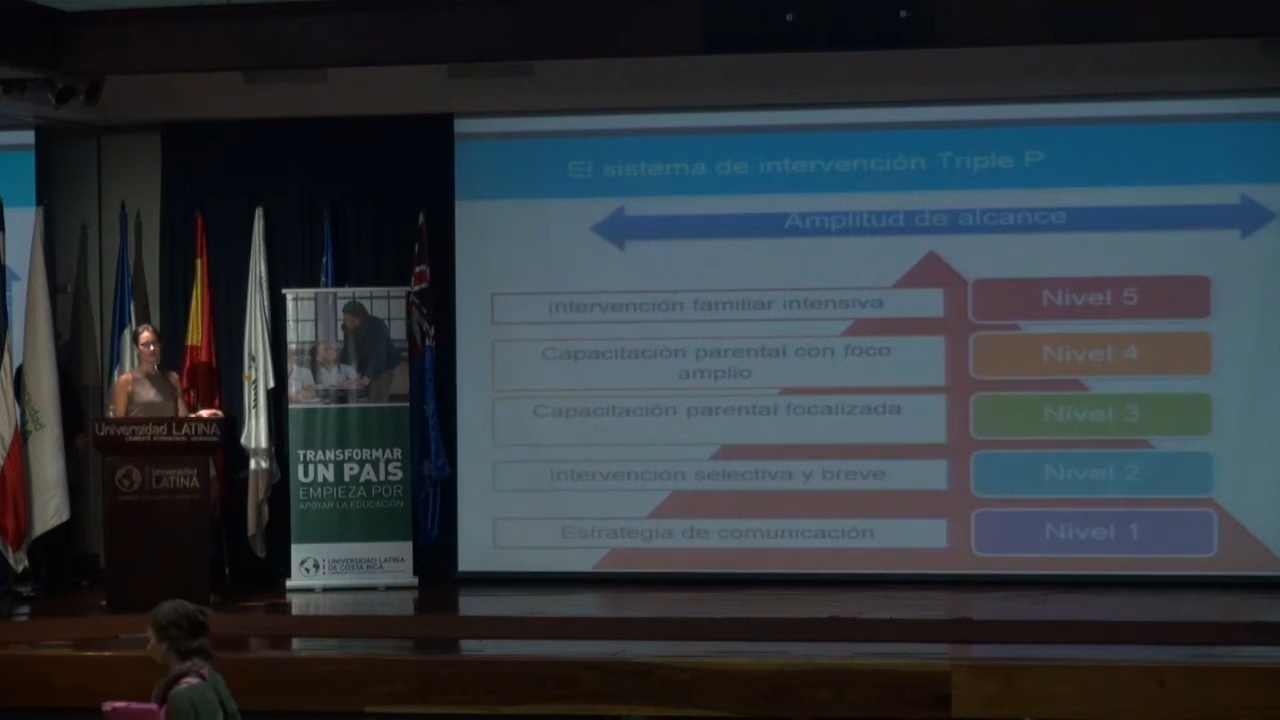 El sistema de intervención Triple P
Amplitud de alcance
Intervención familiar intensiva
Nivel 5
Capacitación parental con foco
amplio
Nivel 4
Capacitación parental focalizada
Nivel 3
Intervención selectiva y breve
Nivel 2
Estrategia de comunicación
Nivel 1
Universidad LATINA
Universidad
LATINA
TRANSFORMAR
UN PAÍS
EMPIEZA POR
APOYAR LA EDUCACIÓN
UNIVERSIDAD LATINA
DE COSTA RICA